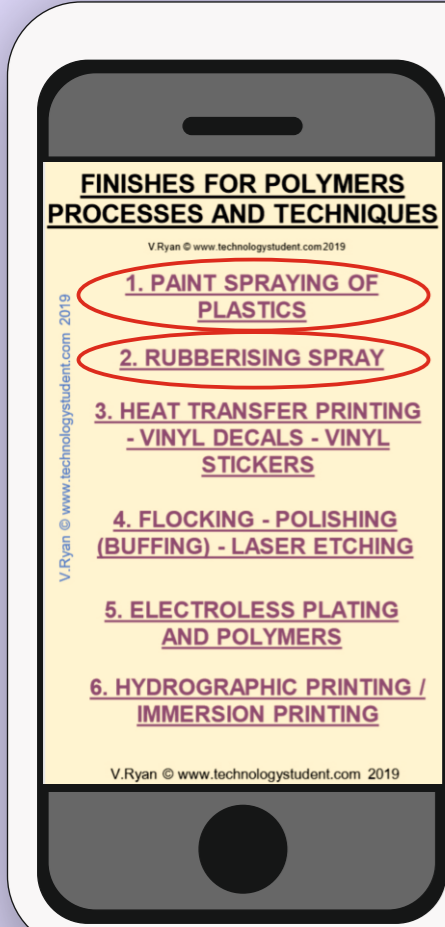 FINISHES FOR POLYMERS
PROCESSES AND TECHNIQUES
V.Ryan © www.technologystudent.com 2019
V.Ryan © www.technologystudent.com 2019
1. PAINT SPRAYING OF
PLASTICS
2. RUBBERISING SPRAY
3. HEAT TRANSFER PRINTING
- VINYL DECALS - VINYL
STICKERS
4. FLOCKING - POLISHING
(BUFFING) - LASER ETCHING
5. ELECTROLESS PLATING
AND POLYMERS
6. HYDROGRAPHIC PRINTING /
IMMERSION PRINTING
V.Ryan © www.technologystudent.com 2019